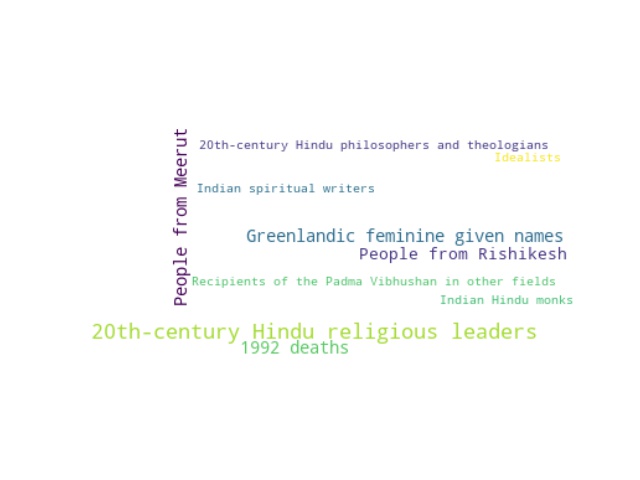 People from Meerut
20th-century Hindu philosophers and theologians
Idealists
Indian spiritual writers
Greenlandic feminine given names
People from Rishikesh
Recipients of the Padma Vibhushan in other fields
Indian Hindu monks
20th-century Hindu religious leaders
1992 deaths